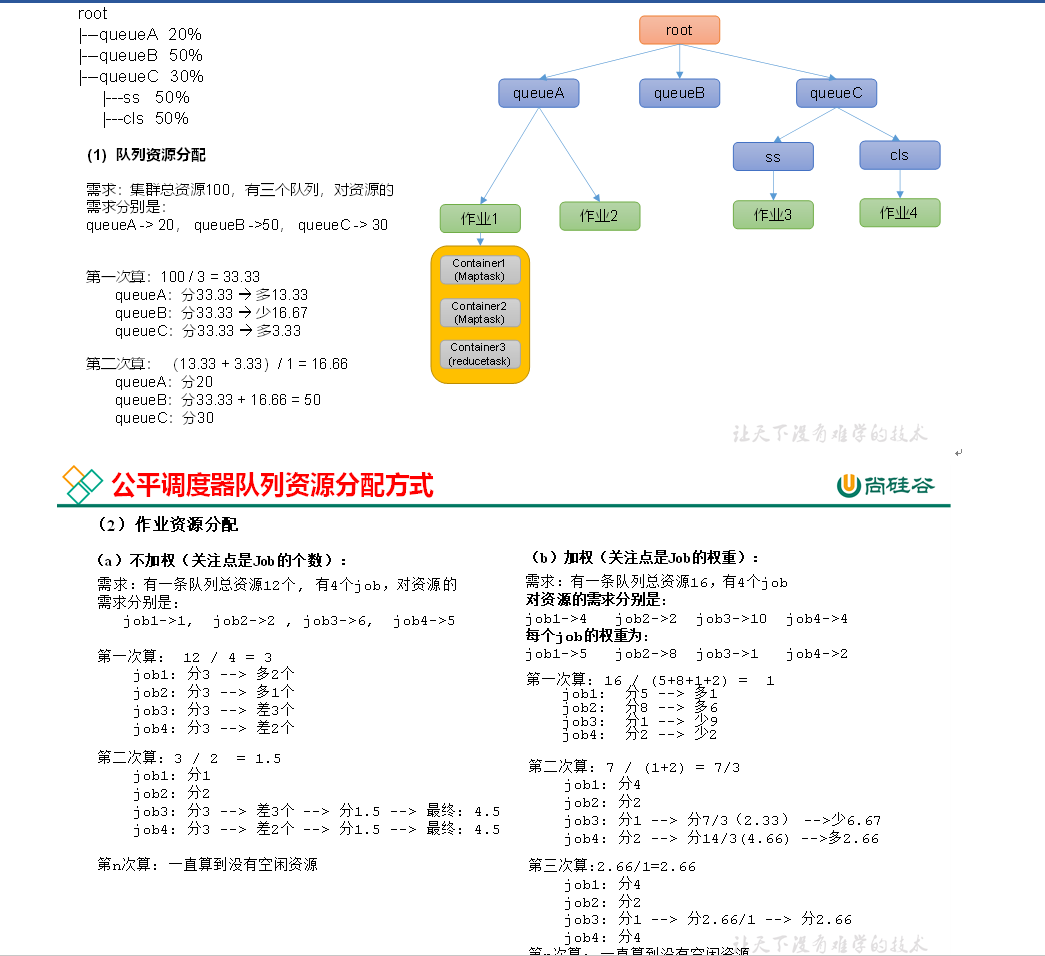 root
|---queueA 20%
|---queueB 50%
|---queueC 30%
|---ss 50%
|---cls 50%
(1) 队列资源分配
需求：集群总资源100，有三个队列，对资源的
需求分别是：
queueA -> 20， queueB ->50， queueC -> 30
第一次算：100 / 3 = 33.33
queueA：分33.33 → 多13.33
queueB：分33.33 → 少16.67
queueC：分33.33 → 多3.33
第二次算： （13.33 + 3.33）/ 1 = 16.66
queueA：分20
queueB：分33.33 + 16.66 = 50
queueC：分30
root
queueA
queueB
queueC
ss
cls
作业1
作业2
作业3
作业4
Container1
(Maptask)
Container2
(Maptask)
Container3
(reducetask)
让天下没有难学的技术
公平调度器队列资源分配方式
尚硅谷
（2）作业资源分配
（a）不加权（关注点是Job的个数）：
需求：有一条队列总资源12个, 有4个job，对资源的
需求分别是:
job1->1, job2->2 , job3->6, job4->5
第一次算: 12 / 4 = 3
job1: 分3 --> 多2个
job2: 分3 --> 多1个
job3: 分3 --> 差3个
job4: 分3 --> 差2个
第二次算: 3 / 2 = 1.5
job1: 分1
job2: 分2
job3: 分3 --> 差3个 --> 分1.5 --> 最终: 4.5
job4: 分3 --> 差2个 --> 分1.5 --> 最终: 4.5
第n次算: 一直算到没有空闲资源
（b）加权（关注点是Job的权重）：
需求：有一条队列总资源16，有4个job
对资源的需求分别是:
job1->4 job2->2 job3->10 job4->4
每个job的权重为:
job1->5 job2->8 job3->1 job4->2
第一次算: 16 / (5+8+1+2) = 1
job1: 分5 --> 多1
job2: 分8 --> 多6
job3: 分1 --> 少9
job4: 分2 --> 少2
第二次算: 7 / (1+2) = 7/3
job1: 分4
job2: 分2
job3: 分1 --> 分7/3（2.33） -->少6.67
job4: 分2 --> 分14/3(4.66) -->多2.66
第三次算:2.66/1=2.66
job1: 分4
job2: 分2
job3: 分1 --> 分2.66/1 --> 分2.66
job4: 分4
第n次算: 一直算到没有空闲资源
让天下没有难学的技术